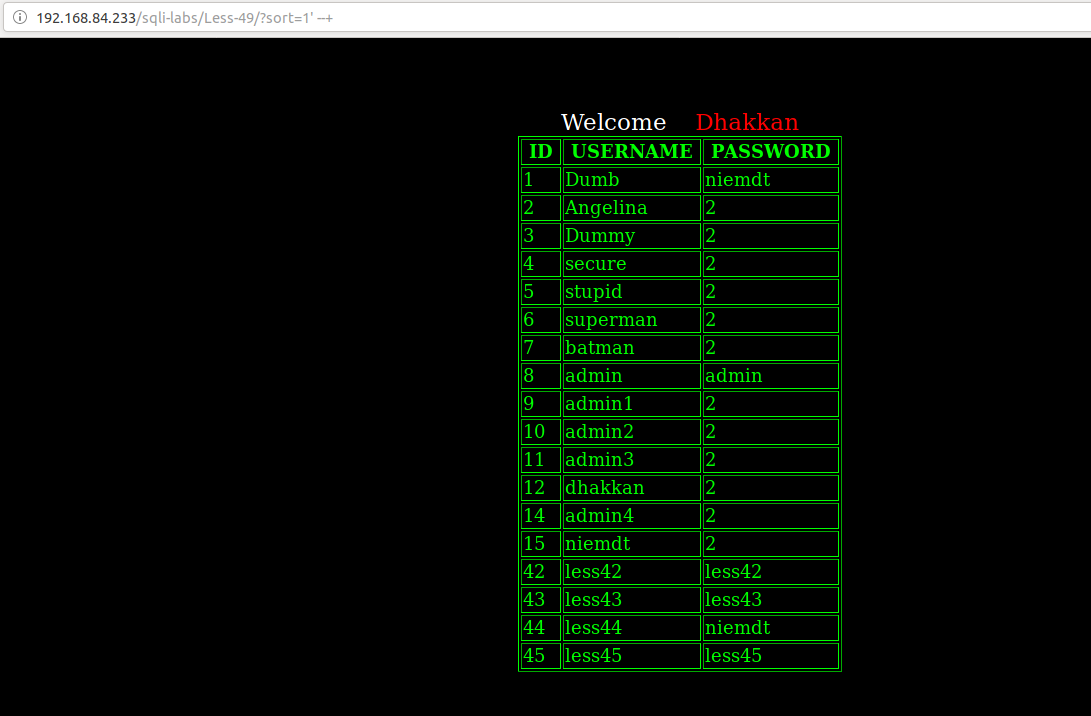 192.168.84.233/sqli-labs/Less-49/?sort=1' --+
Welcome Dhakkan
ID USERNAME PASSWORD
1 Dumb niemdt
2 Angelina 2
3 Dummy 2
4 secure 2
5 stupid 2
6 superman 2
7 batman 2
8 admin admin
9 admin1 2
10 admin2 2
11 admin3 2
12 dhakkan 2
14 admin4 2
15 niemdt 2
42 less42 less42
43 less43 less43
44 less44 niemdt
45 less45 less45